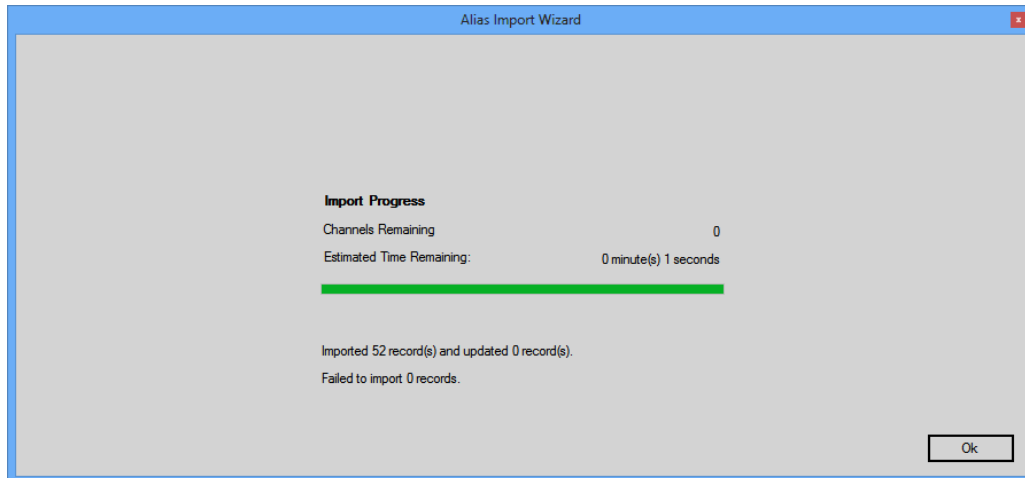 Alias Import Wizard
x
Import Progress
Channels Remaining 0
Estimated Time Remaining: 0 minute(s) 1 seconds
Imported 52 record(s) and updated 0 record(s).
Failed to import 0 records.
Ok